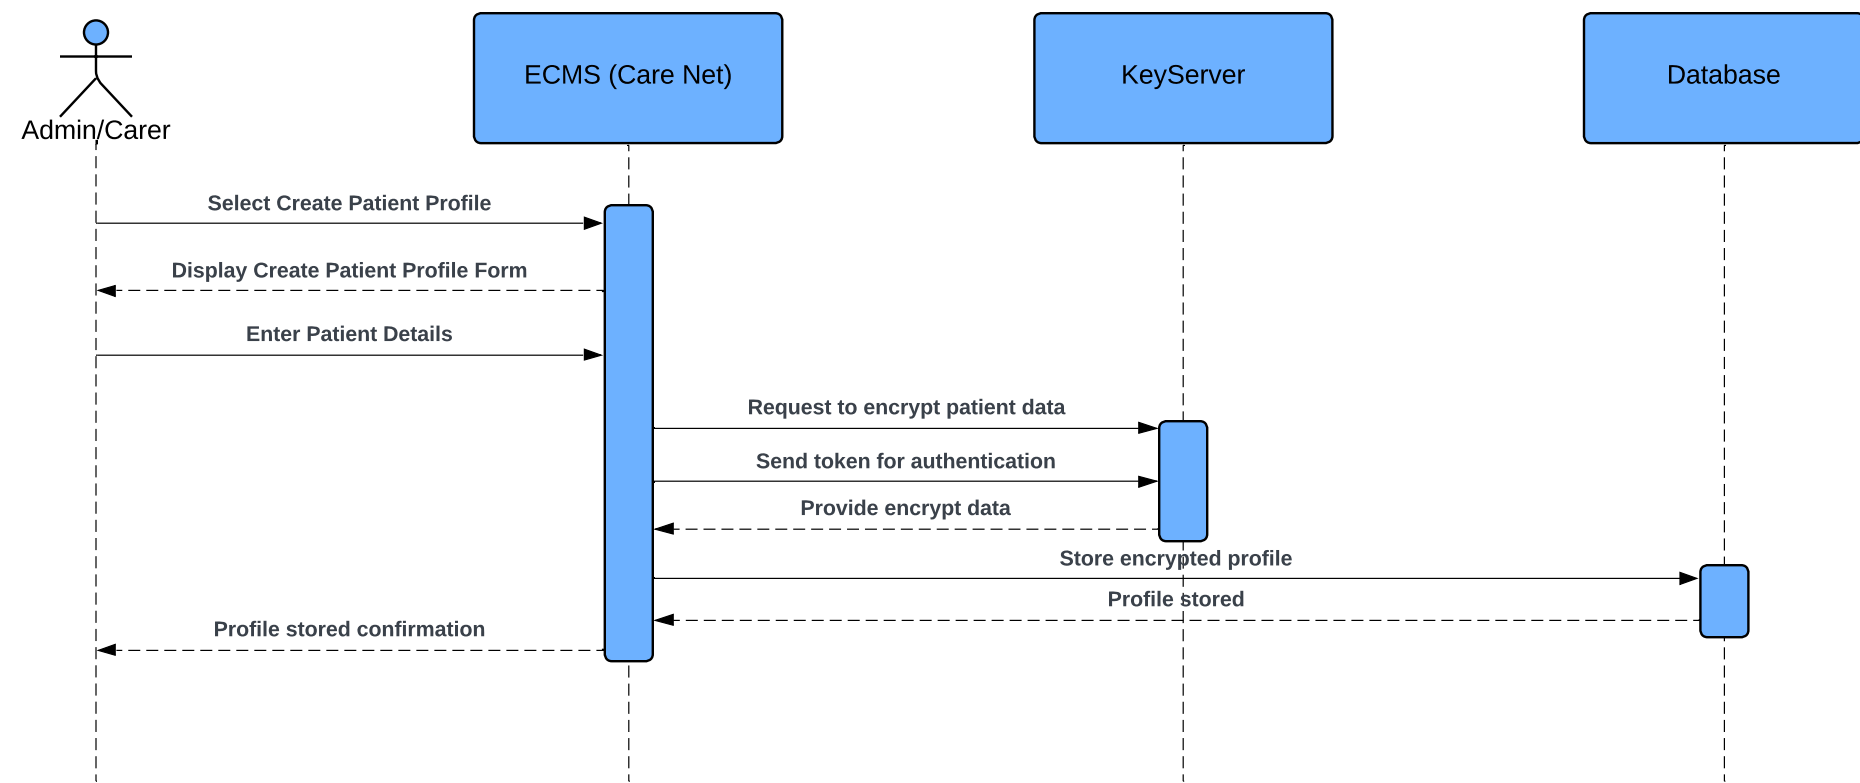 Admin/Carer
ECMS (Care Net)
KeyServer
Database
Select Create Patient Profile
Display Create Patient Profile Form
Enter Patient Details
Request to encrypt patient data
Send token for authentication
Provide encrypt data
Store encrypted profile
Profile stored
Profile stored confirmation